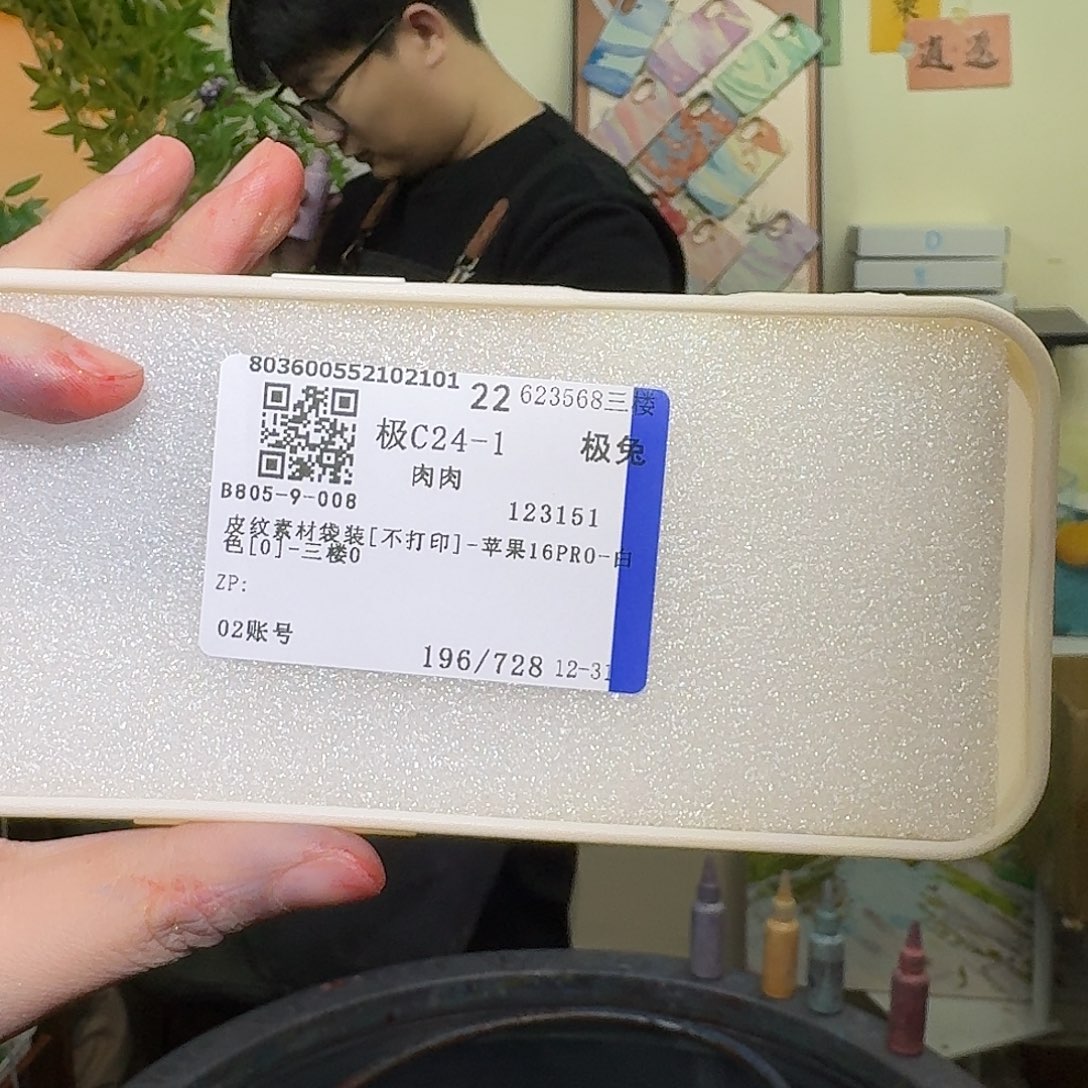 逍遥
803600552102101
22 623568三楼
极C24-1 极兔
肉肉
B805-9-008
123151
皮纹素材袋装[不打印]-苹果16PRO-白
色[0]-三楼0
ZP:
02账号
196/728 12-31